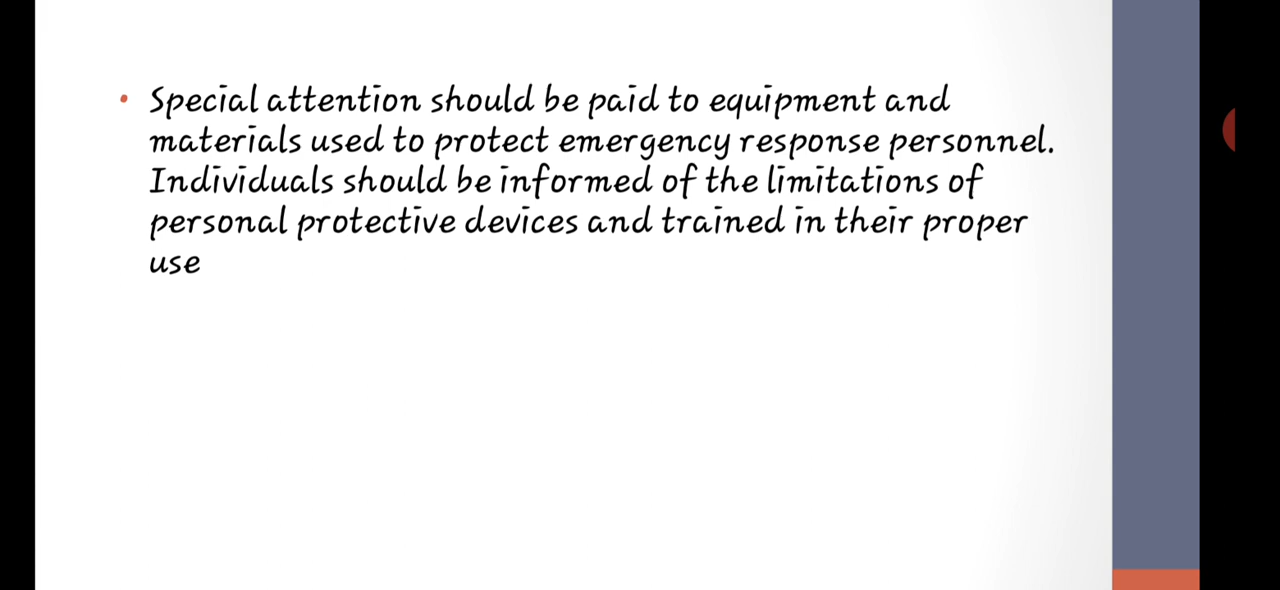 • Special attention should be paid to equipment and
materials used to protect emergency response personnel.
Individuals should be informed of the limitations of
personal protective devices and trained in their proper
use